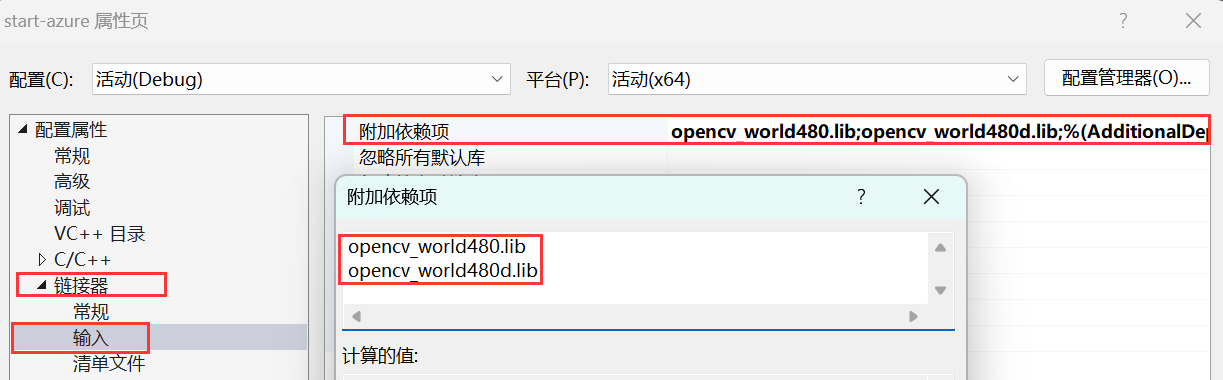 start-azure 属性页
配置(C): 活动(Debug) 平台(P): 活动(x64) 配置管理器(O)...
配置属性
常规
高级
调试
VC++ 目录
C/C++
链接器
常规
输入
清单文件
附加依赖项 opencv_world480.lib;opencv_world480d.lib;%(AdditionalDep
忽略所有默认库
附加依赖项
opencv_world480.lib
opencv_world480d.lib
计算的值: